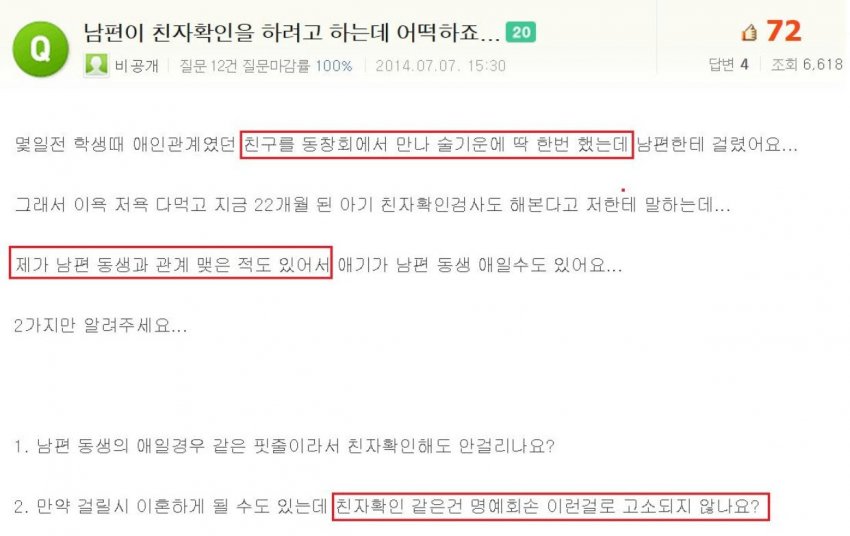 Q
남편이 친자확인을 하려고 하는데 어떡하죠... 20
72
비공개 질문 12건 질문마감률 100% 2014.07.07. 15:30
답변 4 조회 6,618
몇일전 학생때 애인관계였던 친구를 동창회에서 만나 술기운에 딱 한번 했는데 남편한테 걸렸어요...
그래서 이욕 저욕 다먹고 지금 22개월 된 아기 친자확인검사도 해본다고 저한테 말하는데...
제가 남편 동생과 관계 맺은 적도 있어서 애기가 남편 동생 애일수도 있어요...
2가지만 알려주세요...
1. 남편 동생의 애일경우 같은 핏줄이라서 친자확인해도 안걸리나요?
2. 만약 걸릴시 이혼하게 될 수도 있는데 친자확인 같은건 명예회손 이런걸로 고소되지 않나요?